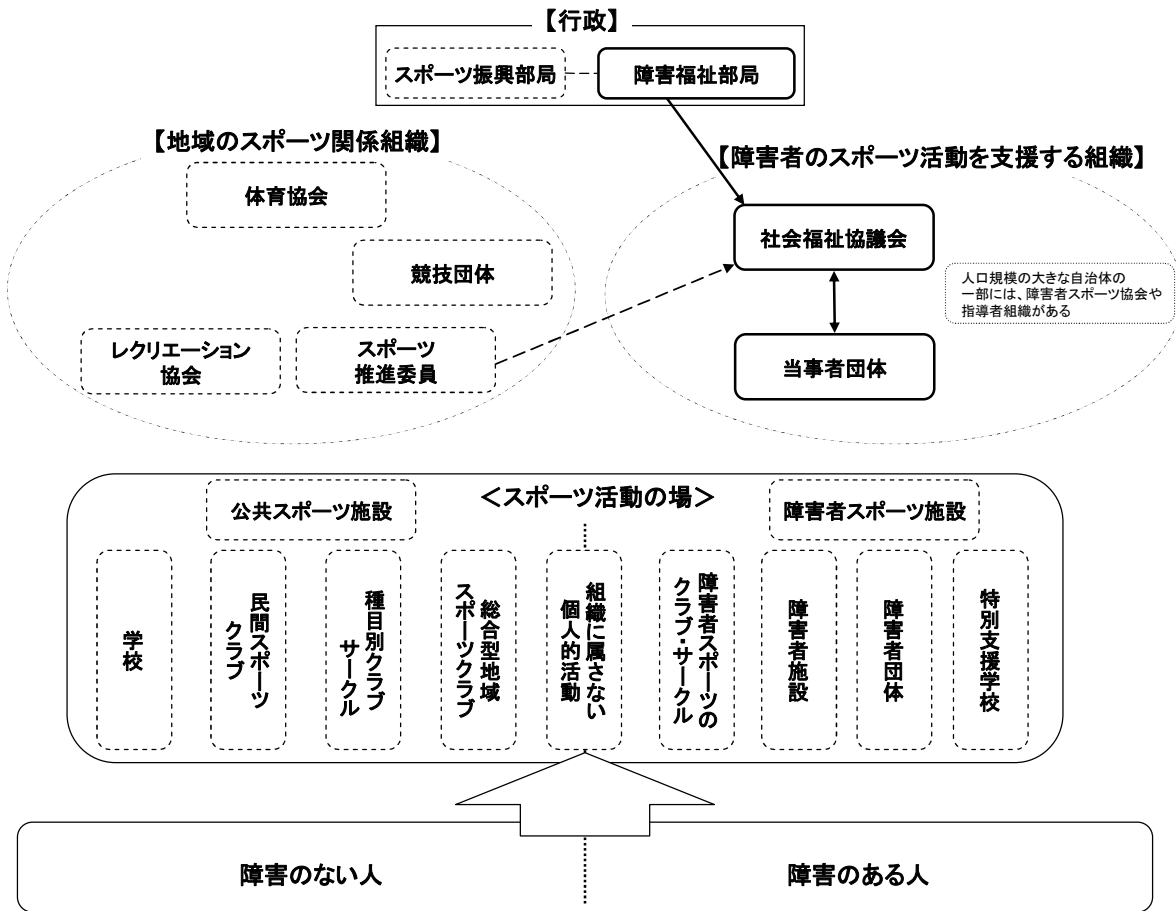 【行政】
スポーツ振興部局
障害福祉部局
【地域のスポーツ関係組織】
体育協会
競技団体
レクリエーション
協会
スポーツ
推進委員
【障害者のスポーツ活動を支援する組織】
社会福祉協議会
人口規模の大きな自治体の
一部には、障害者スポーツ協会や
指導者組織がある
当事者団体
＜スポーツ活動の場＞
公共スポーツ施設
障害者スポーツ施設
学校
民間スポーツ
クラブ
種目別クラブ
サークル
総合型地域
スポーツクラブ
組織に属さない
個人的活動
障害者スポーツの
クラブ・サークル
障害者施設
障害者団体
特別支援学校
障害のない人
障害のある人